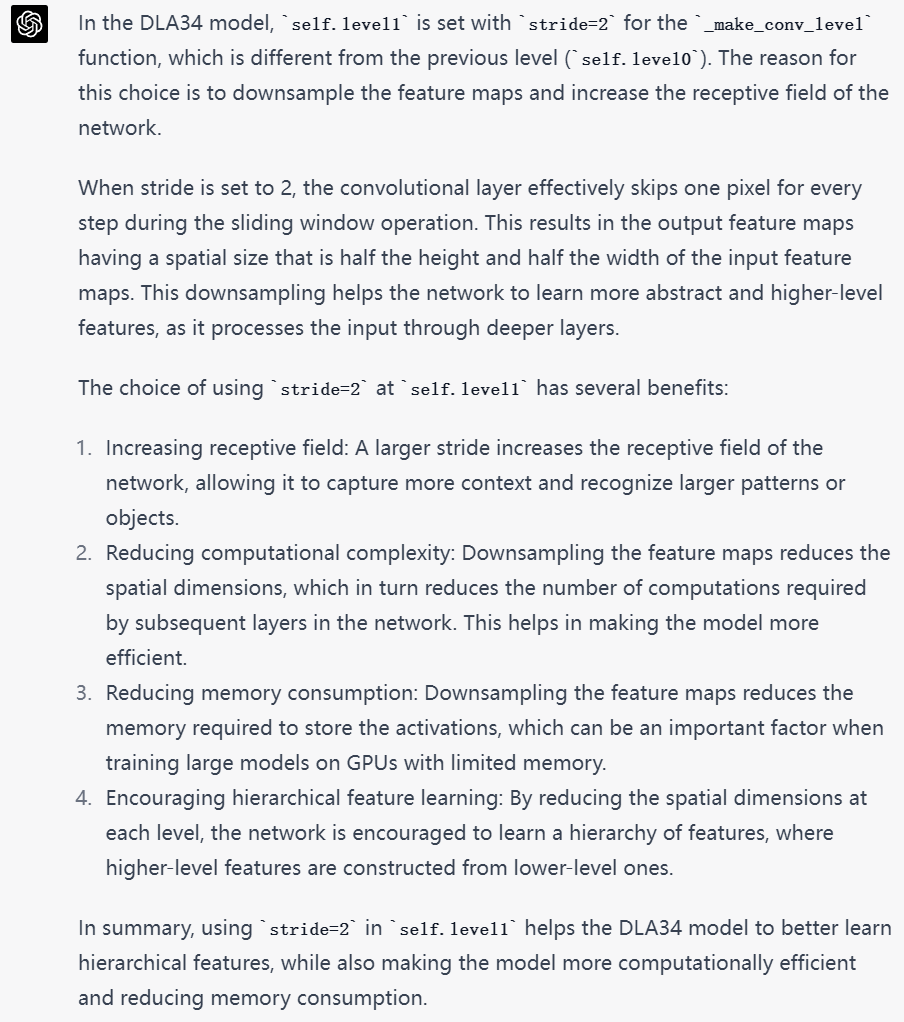 In the DLA34 model, `self.level1` is set with `stride=2` for the `_make_conv_level`
function, which is different from the previous level (`self.level0`). The reason for
this choice is to downsample the feature maps and increase the receptive field of the
network.
When stride is set to 2, the convolutional layer effectively skips one pixel for every
step during the sliding window operation. This results in the output feature maps
having a spatial size that is half the height and half the width of the input feature
maps. This downsampling helps the network to learn more abstract and higher-level
features, as it processes the input through deeper layers.
The choice of using `stride=2` at `self.level1` has several benefits:
1. Increasing receptive field: A larger stride increases the receptive field of the
network, allowing it to capture more context and recognize larger patterns or
objects.
2. Reducing computational complexity: Downsampling the feature maps reduces the
spatial dimensions, which in turn reduces the number of computations required
by subsequent layers in the network. This helps in making the model more
efficient.
3. Reducing memory consumption: Downsampling the feature maps reduces the
memory required to store the activations, which can be an important factor when
training large models on GPUs with limited memory.
4. Encouraging hierarchical feature learning: By reducing the spatial dimensions at
each level, the network is encouraged to learn a hierarchy of features, where
higher-level features are constructed from lower-level ones.
In summary, using `stride=2` in `self.level1` helps the DLA34 model to better learn
hierarchical features, while also making the model more computationally efficient
and reducing memory consumption.